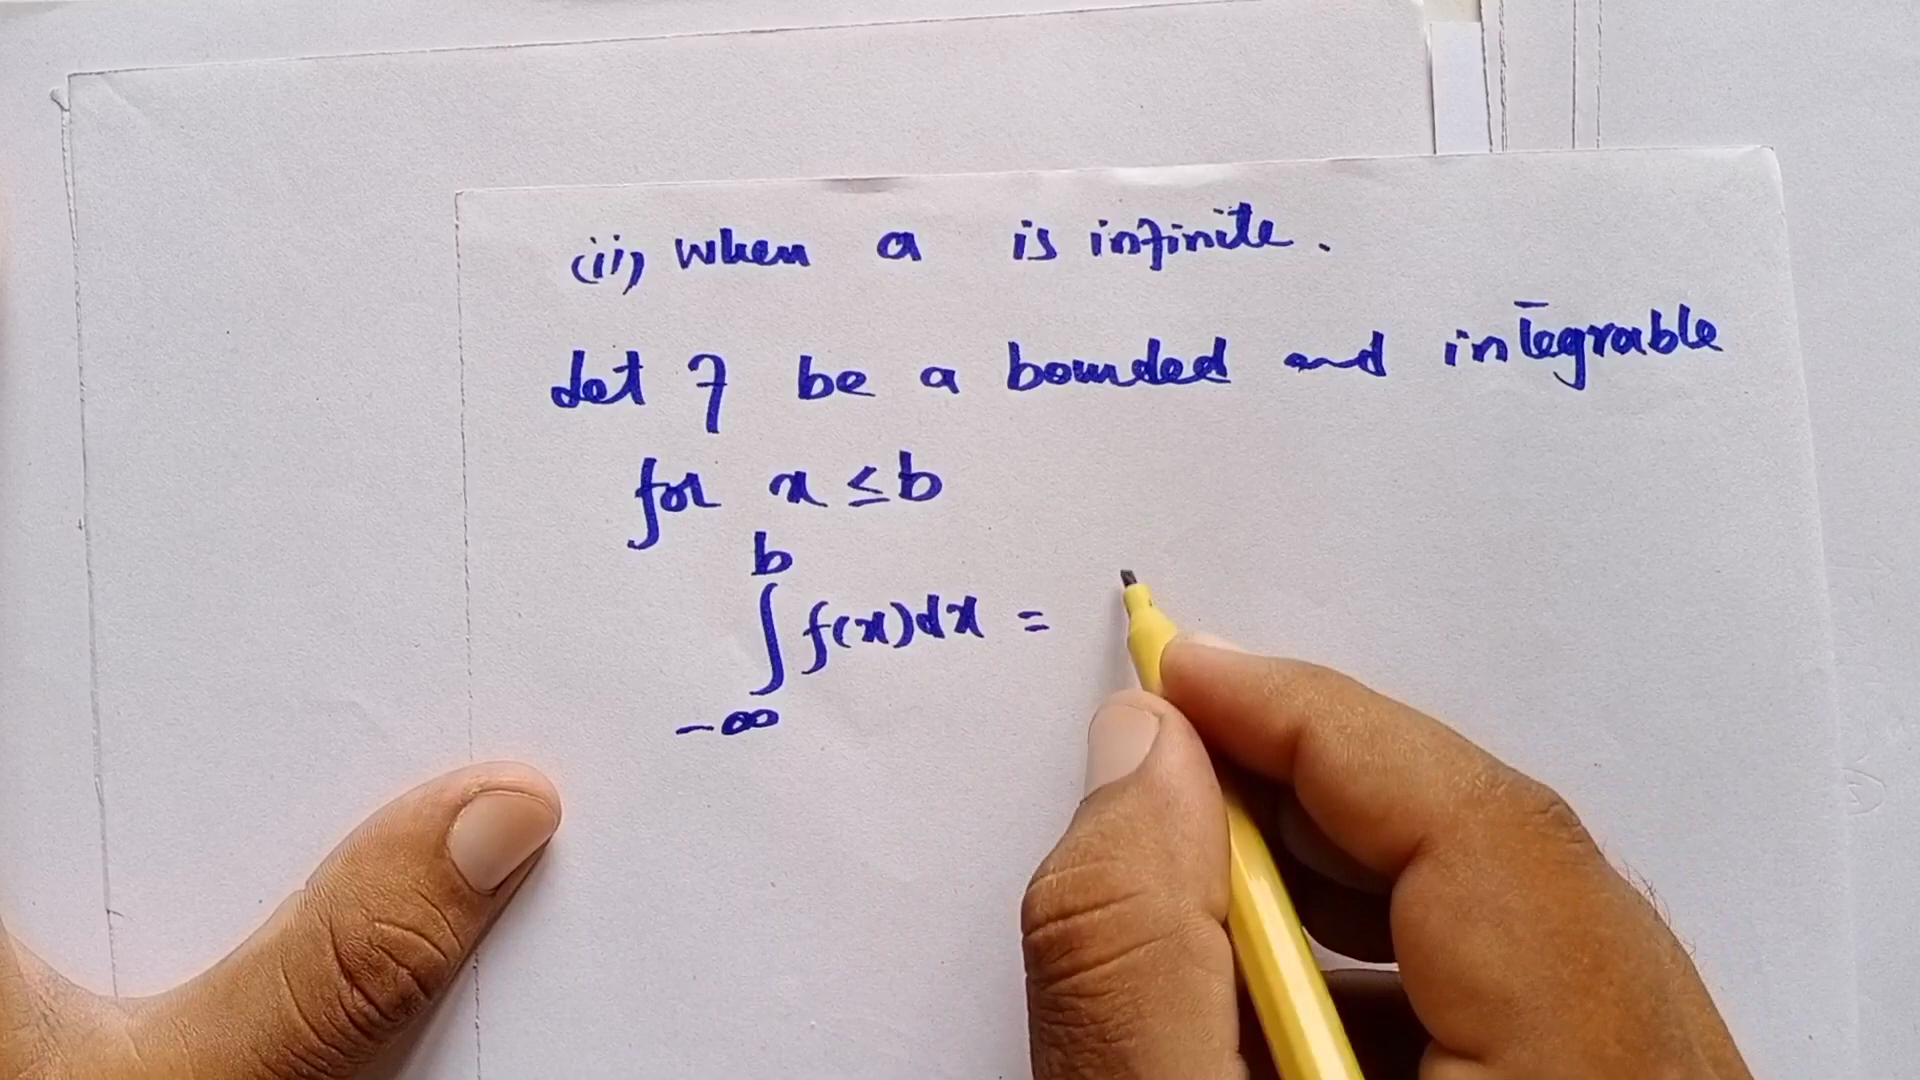 (ii) when a is infinite.
Let f be a bounded and integrable
for x ≤ b
b
∫ f(x)dx =
-∞